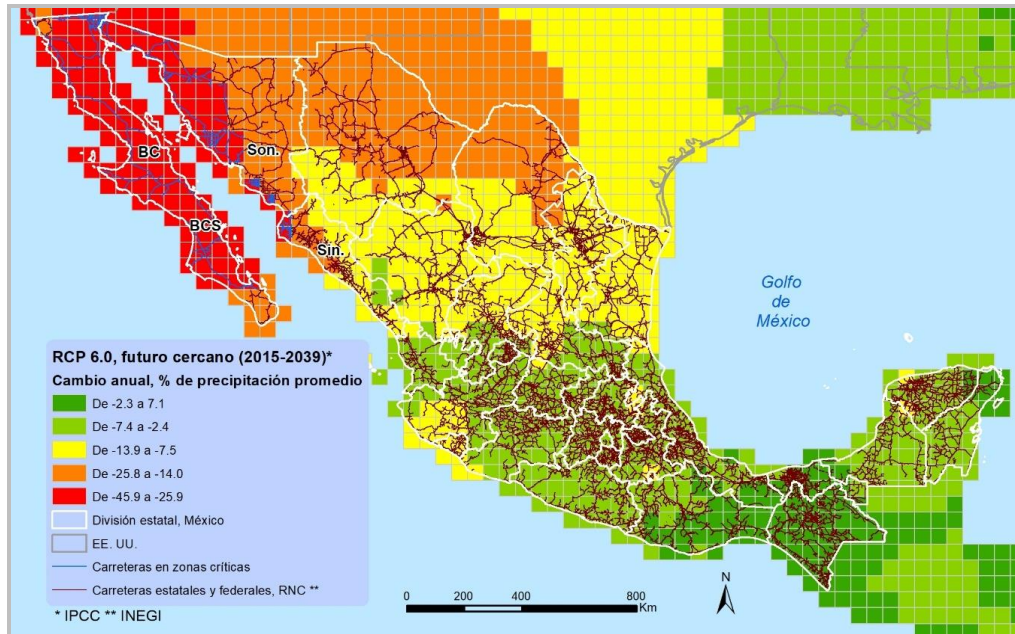 Son.
BC
BCS
Sin.
Golfo
de
México
RCP 6.0, futuro cercano (2015-2039)*
Cambio anual, % de precipitación promedio
De -2.3 a 7.1
De -7.4 a -2.4
De -13.9 a -7.5
De -25.8 a -14.0
De -45.9 a -25.9
División estatal, México
EE. UU.
Carreteras en zonas críticas
Carreteras estatales y federales, RNC **
* IPCC ** INEGI
N
0 200 400 800
Km